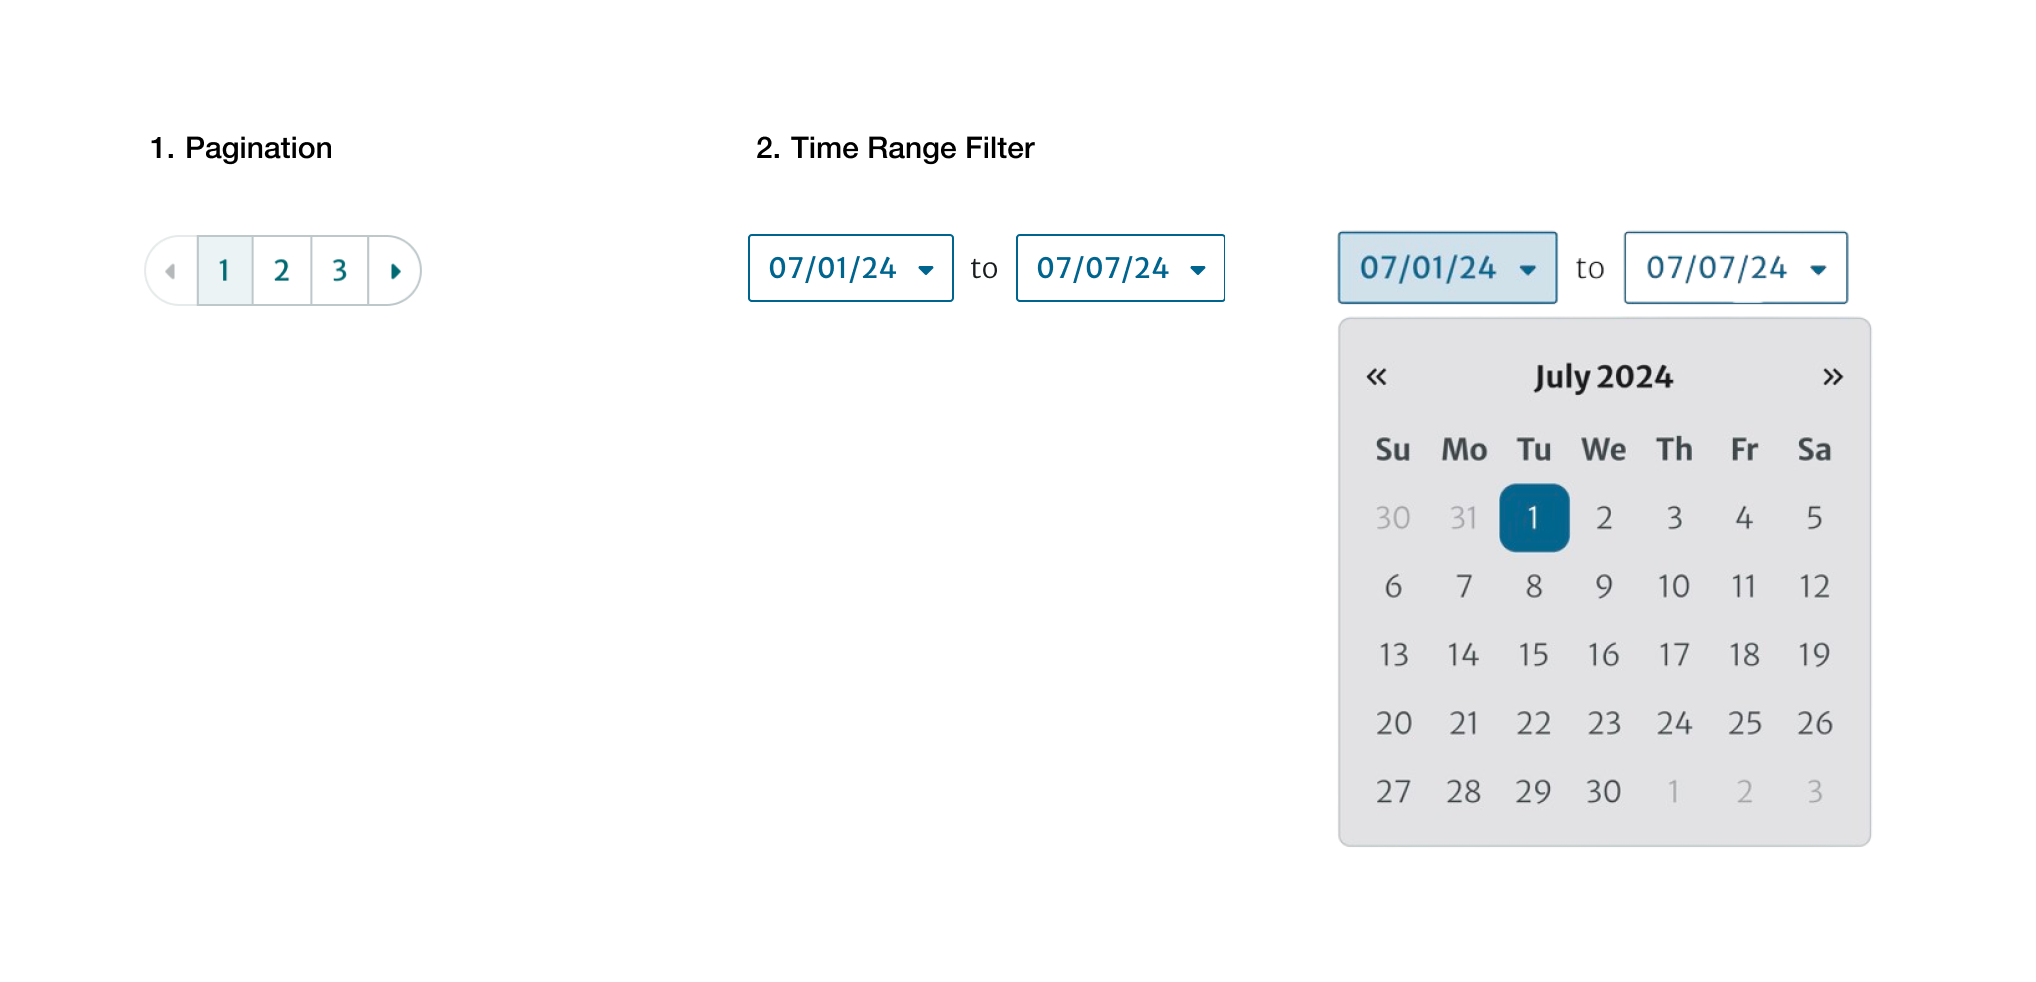 1. Pagination
1 2 3
2. Time Range Filter
07/01/24 to 07/07/24
07/01/24 to 07/07/24
« July 2024 »
Su Mo Tu We Th Fr Sa
30 31 1 2 3 4 5
6 7 8 9 10 11 12
13 14 15 16 17 18 19
20 21 22 23 24 25 26
27 28 29 30 1 2 3